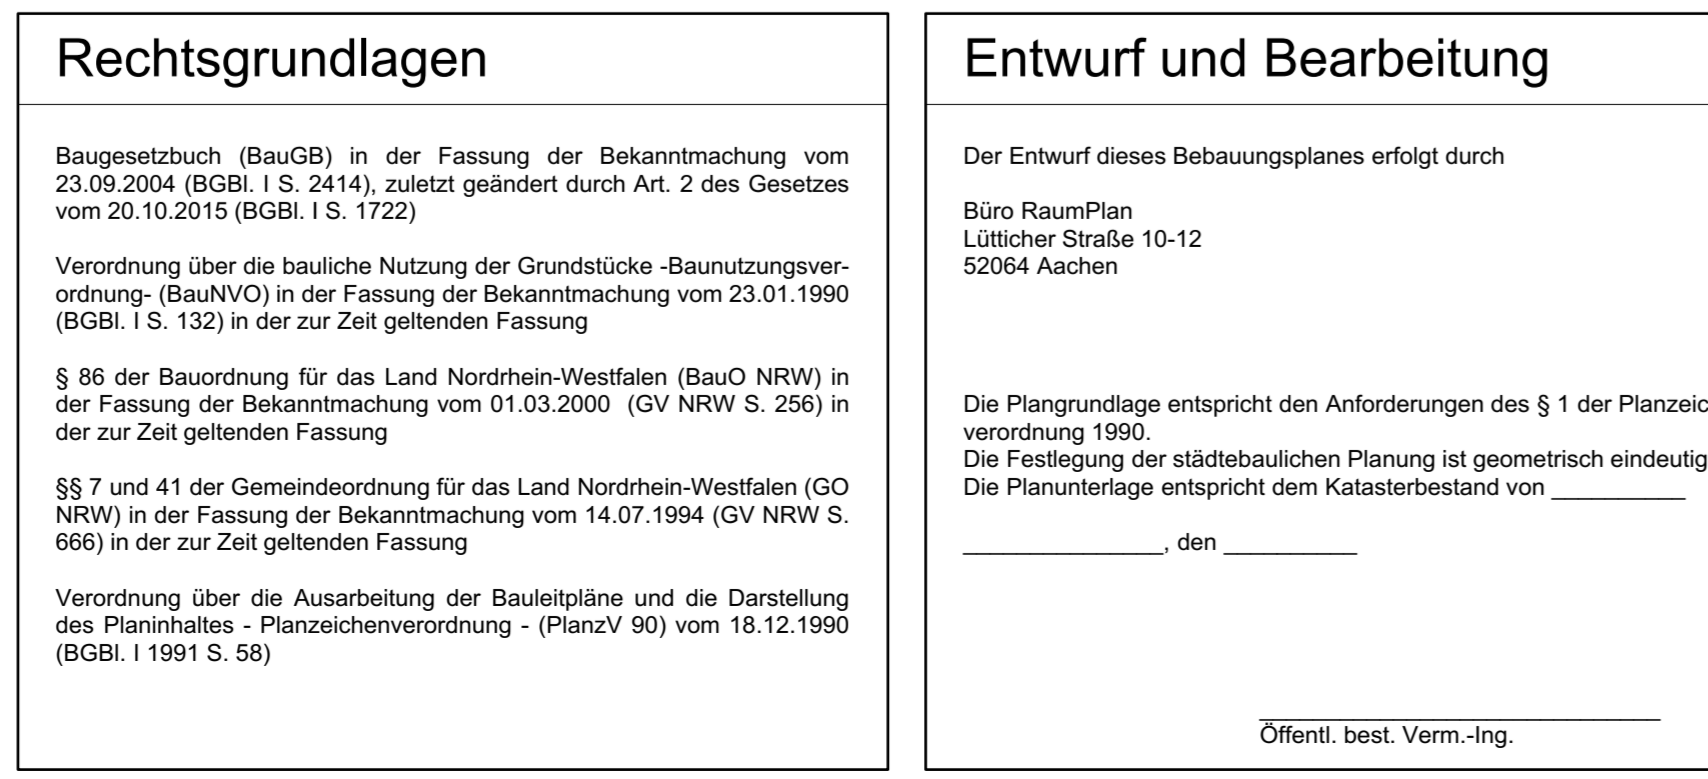 Rechtsgrundlagen
Baugesetzbuch (BauGB) in der Fassung der Bekanntmachung vom
23.09.2004 (BGBl. I S. 2414), zuletzt geändert durch Art. 2 des Gesetzes
vom 20.10.2015 (BGBl. I S. 1722)
Verordnung über die bauliche Nutzung der Grundstücke -Baunutzungsver-
ordnung- (BauNVO) in der Fassung der Bekanntmachung vom 23.01.1990
(BGBl. I S. 132) in der zur Zeit geltenden Fassung
§ 86 der Bauordnung für das Land Nordrhein-Westfalen (BauO NRW) in
der Fassung der Bekanntmachung vom 01.03.2000 (GV NRW S. 256) in
der zur Zeit geltenden Fassung
§§ 7 und 41 der Gemeindeordnung für das Land Nordrhein-Westfalen (GO
NRW) in der Fassung der Bekanntmachung vom 14.07.1994 (GV NRW S.
666) in der zur Zeit geltenden Fassung
Verordnung über die Ausarbeitung der Bauleitpläne und die Darstellung
des Planinhaltes - Planzeichenverordnung - (PlanzV 90) vom 18.12.1990
(BGBl. I 1991 S. 58)
Entwurf und Bearbeitung
Der Entwurf dieses Bebauungsplanes erfolgt durch
Büro RaumPlan
Lütticher Straße 10-12
52064 Aachen
Die Plangrundlage entspricht den Anforderungen des § 1 der Planzeic
verordnung 1990.
Die Festlegung der städtebaulichen Planung ist geometrisch eindeutig
Die Planunterlage entspricht dem Katasterbestand von __________
_______________, den __________
______________________________
Öffentl. best. Verm.-Ing.